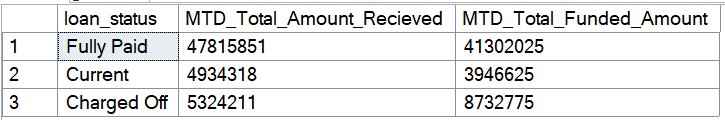 loan_status MTD_Total_Amount_Recieved MTD_Total_Funded_Amount
1 Fully Paid 47815851 41302025
2 Current 4934318 3946625
3 Charged Off 5324211 8732775